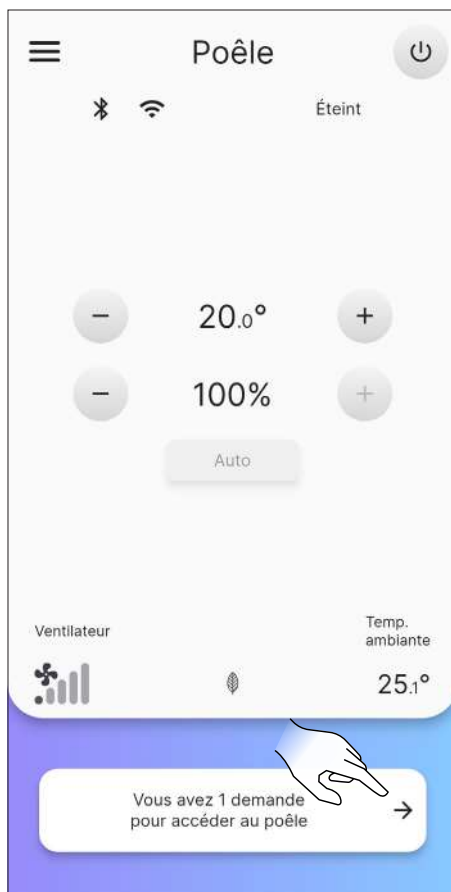 Poêle
Éteint
20.0°
100%
Auto
Ventilateur
Temp.
ambiante
25.1°
Vous avez 1 demande
pour accéder au poêle